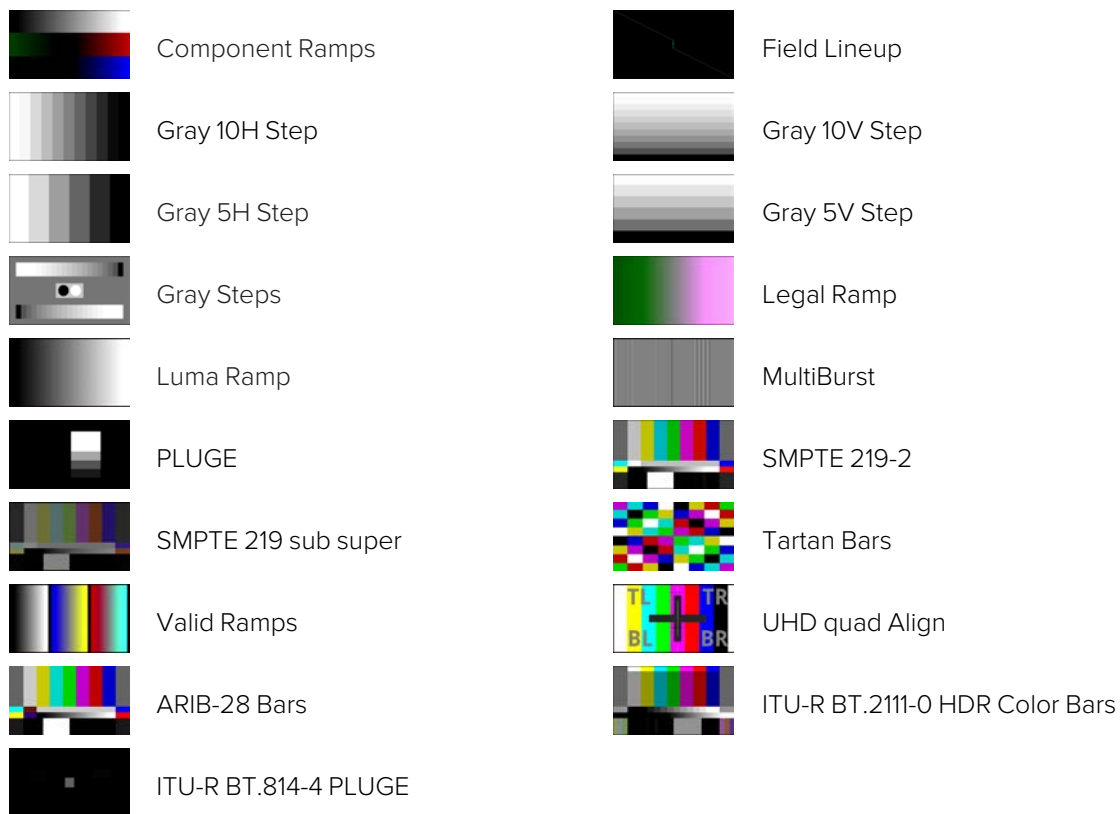 Component Ramps
Field Lineup
Gray 10H Step
Gray 10V Step
Gray 5H Step
Gray 5V Step
Gray Steps
Legal Ramp
Luma Ramp
MultiBurst
PLUGE
SMPTE 219-2
SMPTE 219 sub super
Tartan Bars
Valid Ramps
TL TR
BL BR
UHD quad Align
ARIB-28 Bars
ITU-R BT.2111-0 HDR Color Bars
ITU-R BT.814-4 PLUGE